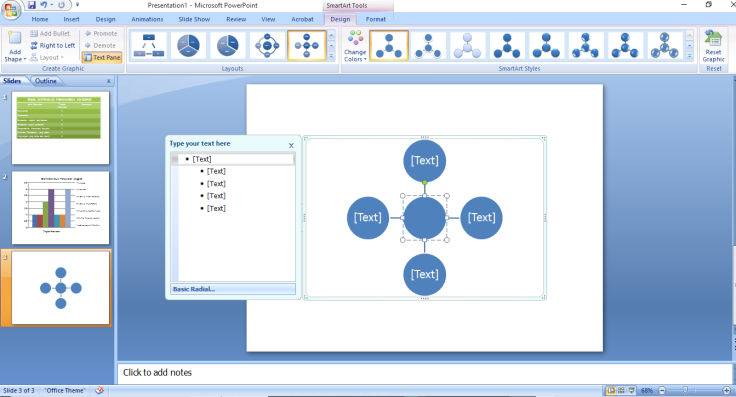 Presentation1 - Microsoft PowerPoint
SmartArt Tools
Home Insert Design Animations Slide Show Review View Acrobat Design Format
Add Shape
Add Bullet
Right to Left
Layout
Promote
Demote
Text Pane
Create Graphic
Layouts
Change Colors
SmartArt Styles
Reset Graphic
Reset
Slides Outline x
1
2
3
Type your text here x
[Text]
[Text]
[Text]
[Text]
[Text]
Basic Radial...
[Text]
[Text] [Text]
[Text]
Click to add notes
Slide 3 of 3 "Office Theme" 68%